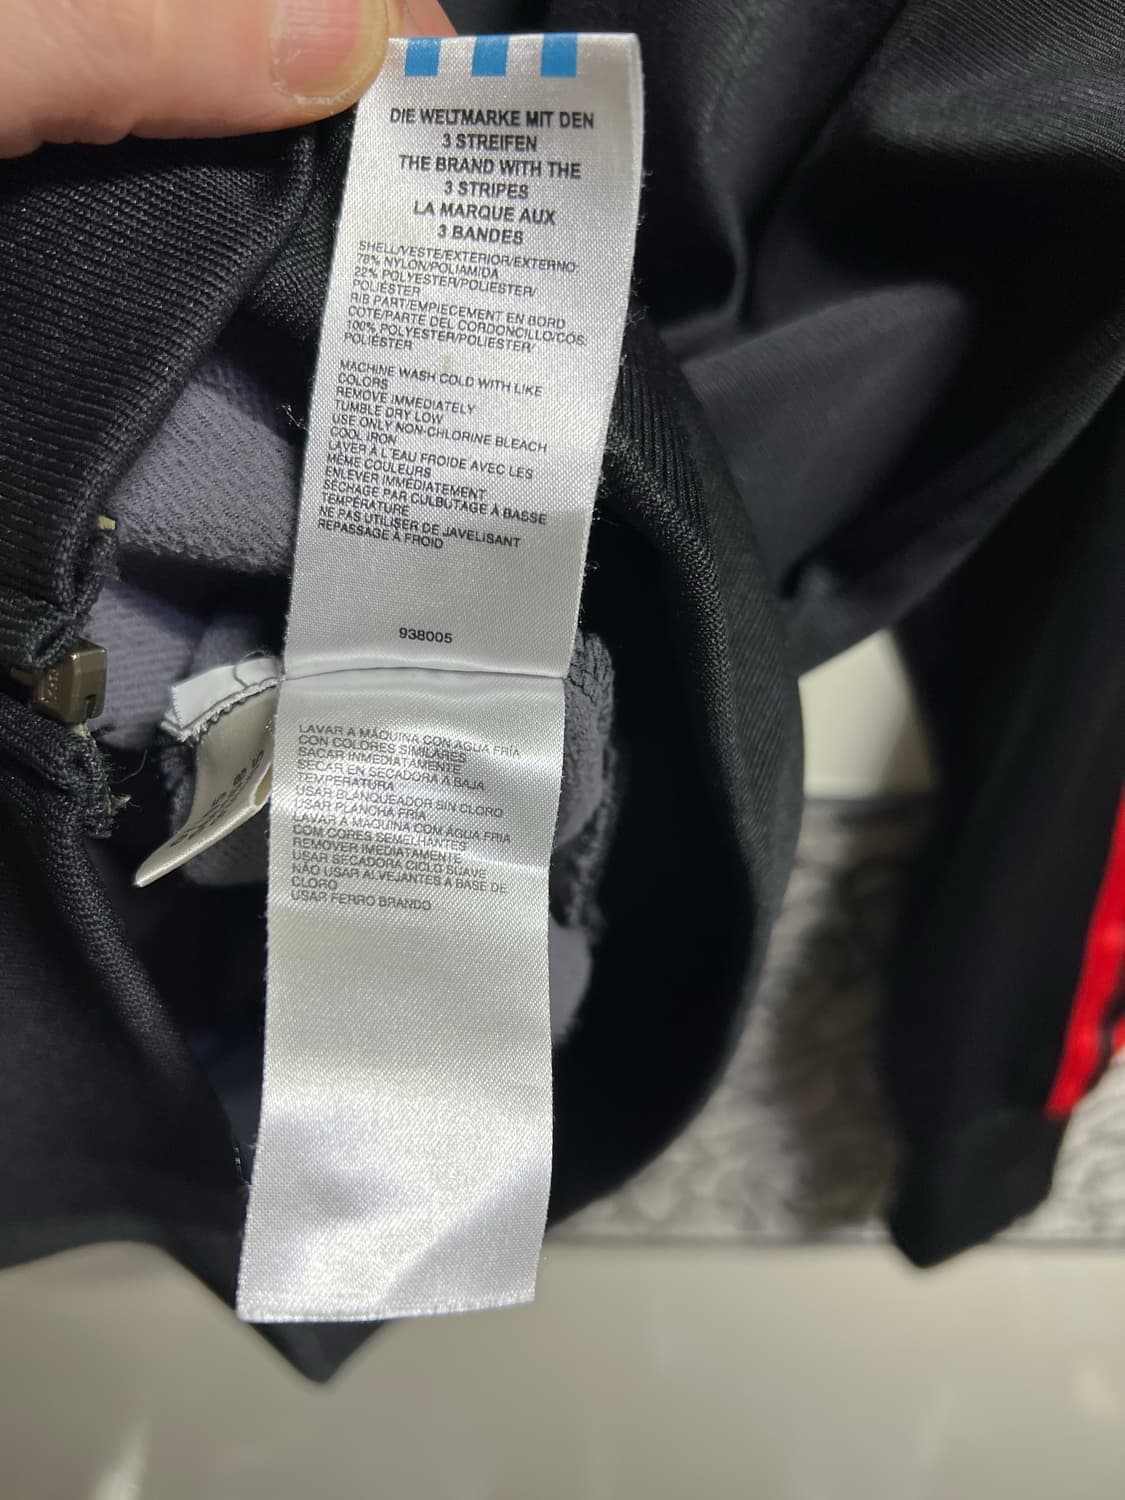 DIE WELTMARKE MIT DEN
3 STREIFEN
THE BRAND WITH THE
3 STRIPES
LA MARQUE AUX
3 BANDES
SHELL/VESTE/EXTERIOR/EXTERNO:
78% NYLON/POLIAMIDA
22% POLYESTER/POLIESTER/
POLIÉSTER
RIB PART/EMPIECEMENT EN BORD
COTE/PARTE DEL CORDONCILLO/COS:
100% POLYESTER/POLIESTER/
POLIÉSTER
MACHINE WASH COLD WITH LIKE
COLORS
REMOVE IMMEDIATELY
TUMBLE DRY LOW
USE ONLY NON-CHLORINE BLEACH
COOL IRON
LAVER À L'EAU FROIDE AVEC LES
MÊME COULEURS
ENLEVER IMMÉDIATEMENT
SÉCHAGE PAR CULBUTAGE À BASSE
TEMPÉRATURE
NE PAS UTILISER DE JAVELISANT
REPASSAGE À FROID
938005
LAVAR A MÁQUINA CON AGUA FRÍA
CON COLORES SIMILARES
SACAR INMEDIATAMENTE
SECAR EN SECADORA A BAJA
TEMPERATURA
USAR BLANQUEADOR SIN CLORO
USAR PLANCHA FRÍA
LAVAR À MÁQUINA COM ÁGUA FRIA
COM CORES SEMELHANTES
REMOVER IMEDIATAMENTE
USAR SECADORA CICLO SUAVE
NÃO USAR ALVEJANTES À BASE DE
CLORO
USAR FERRO BRANDO